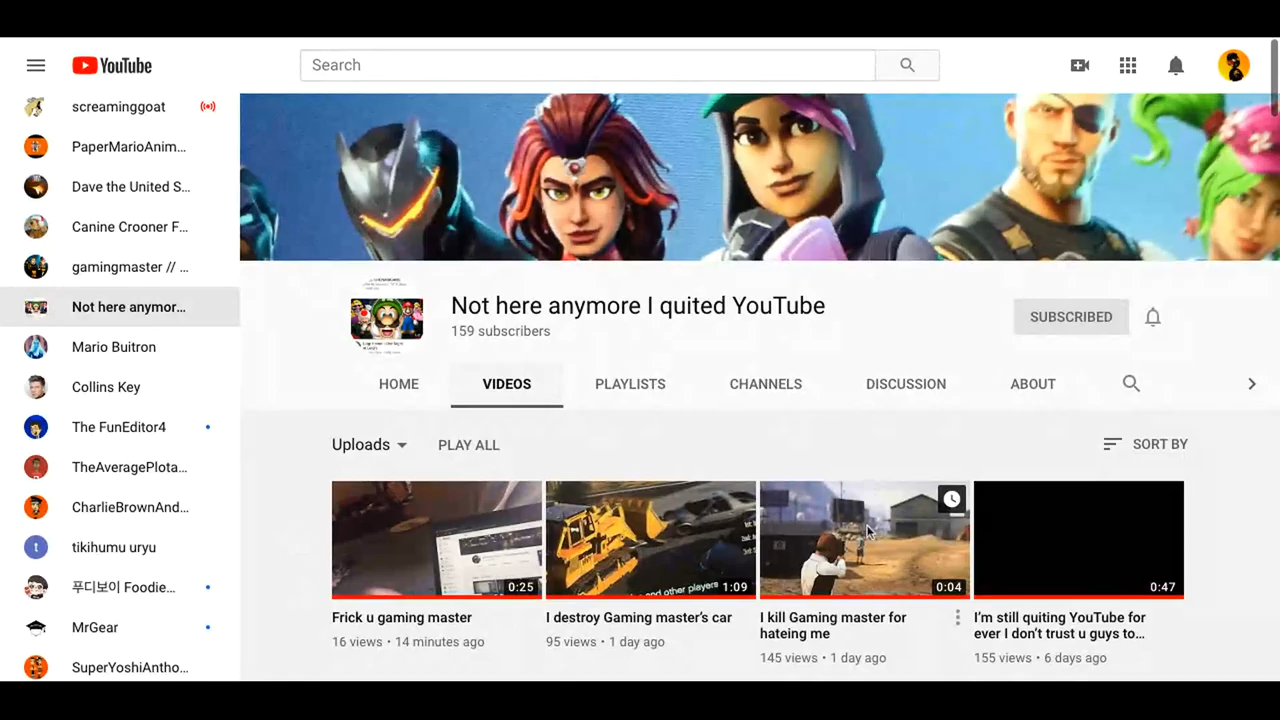 YouTube
Search
screaminggoat
PaperMarioAnim...
Dave the United S...
Canine Crooner F...
gamingmaster // ...
Not here anymor...
Mario Buitron
Collins Key
The FunEditor4
TheAveragePlota...
CharlieBrownAnd...
t
tikihumu uryu
푸디보이 Foodie...
MrGear
SuperYoshiAntho...
Not here anymore I quited YouTube
159 subscribers
SUBSCRIBED
HOME
VIDEOS
PLAYLISTS
CHANNELS
DISCUSSION
ABOUT
Uploads
PLAY ALL
SORT BY
and other players
0:25
1:09
0:04
0:47
Frick u gaming master
16 views • 14 minutes ago
I destroy Gaming master’s car
95 views • 1 day ago
I kill Gaming master for
hateing me
145 views • 1 day ago
I’m still quiting YouTube for
ever I don’t trust u guys to...
155 views • 6 days ago